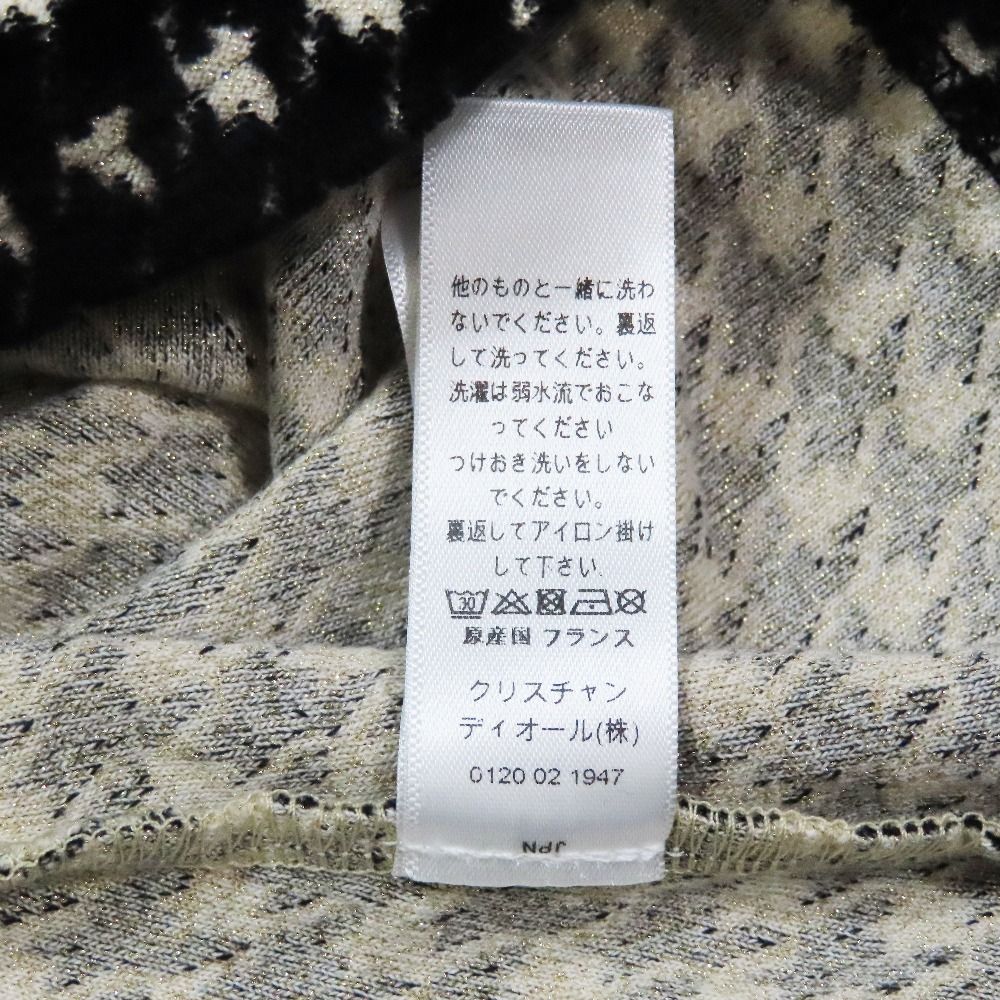 他のものと一緒に洗わ
ないでください。裏返
して洗ってください。
洗濯は弱水流でおこな
ってください
つけおき洗いをしない
でください。
裏返してアイロン掛け
して下さい.
30
原産国 フランス
クリスチャン
ディオール(株)
0120 02 1947
JPN